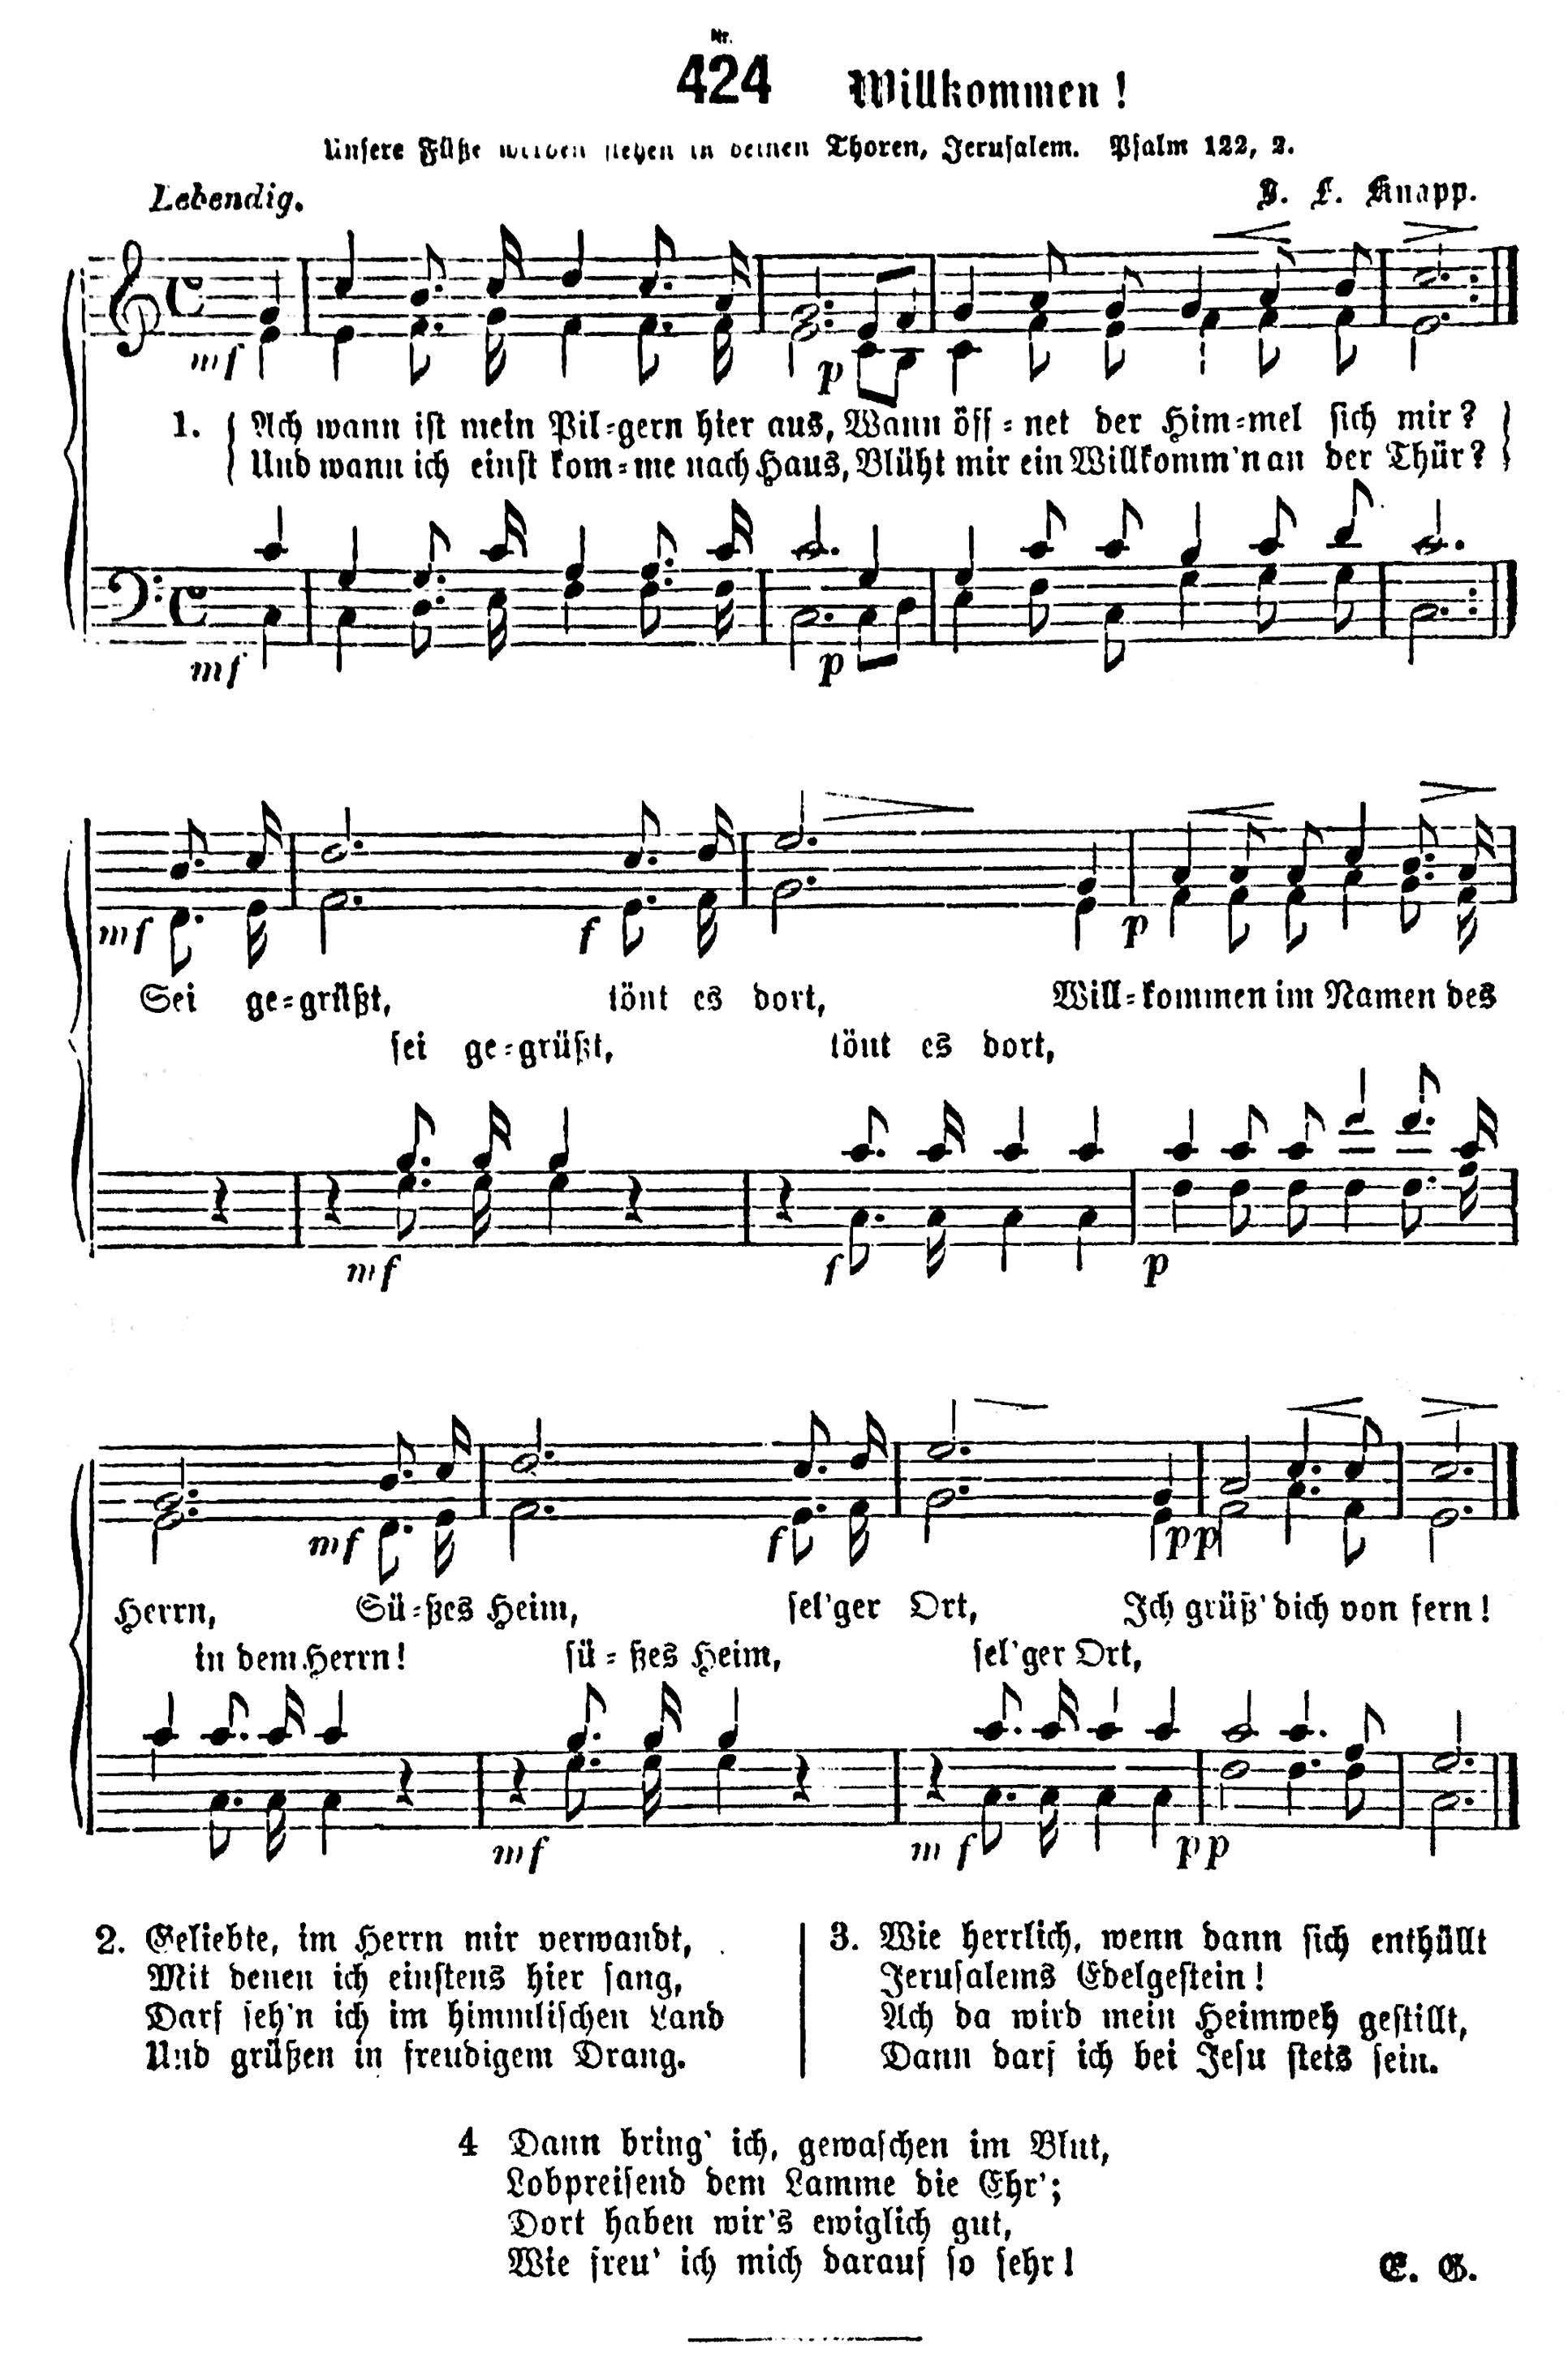 Nr.
424 Willkommen!
Unsere Füße werden stehen in deinen Thoren, Jerusalem. Psalm 122, 2.
Lebendig. Knapp.
mf p
1. Ach wann ist mein Pil-gern hier aus, Wann öff-net der Him-mel sich mir?
Und wann ich einst kom-me nach Haus, Blüht mir ein Willkomm'n an der Thür?
mf p
mf f p
Sei ge-grüßt, tönt es dort, Will-kommen im Namen des
sei ge-grüßt, tönt es dort,
mf f p
mf f pp
Herrn, Sü-ßes Heim, sel'ger Ort, Ich grüß' dich von fern!
in dem Herrn! sü-ßes Heim, sel'ger Ort,
mf mf pp
2. Geliebte, im Herrn mir verwandt,
Mit denen ich einstens hier sang,
Darf seh'n ich im himmlischen Land
Und grüßen in freudigem Drang.
3. Wie herrlich, wenn dann sich enthüllt
Jerusalems Edelgestein!
Ach da wird mein Heimweh gestillt,
Dann darf ich bei Jesu stets sein.
4 Dann bring' ich, gewaschen im Blut,
Lobpreisend dem Lamme die Ehr';
Dort haben wir's ewiglich gut,
Wie freu' ich mich darauf so sehr!
E. G.